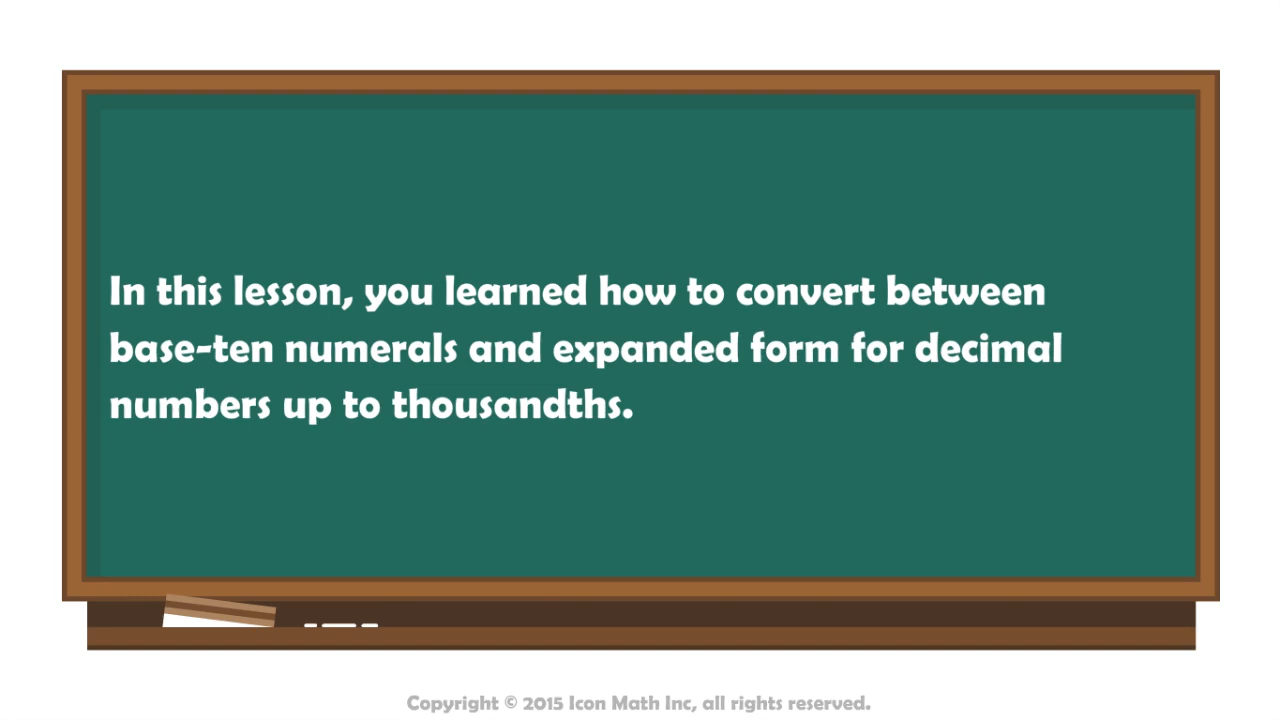 In this lesson, you learned how to convert between
base-ten numerals and expanded form for decimal
numbers up to thousandths.
Copyright © 2015 Icon Math Inc, all rights reserved.